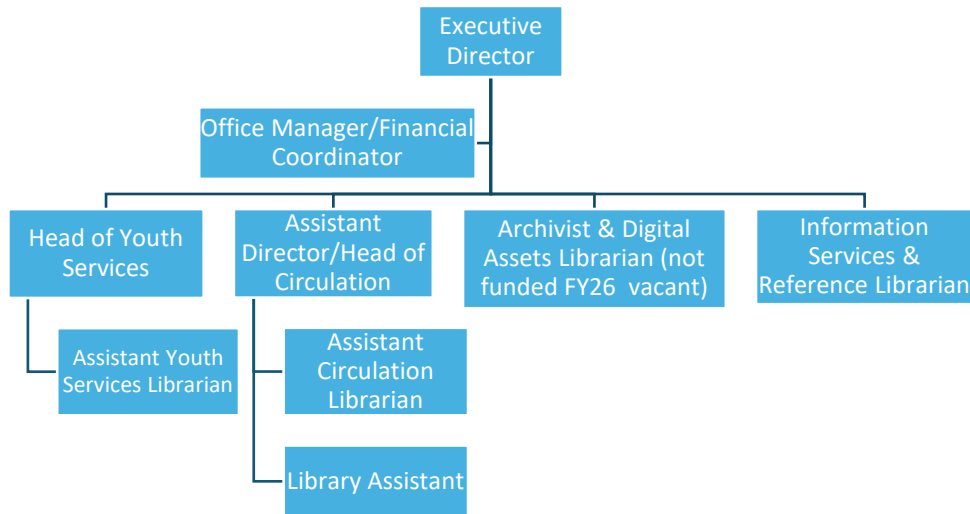 Executive
Director
Office Manager/Financial
Coordinator
Head of Youth
Services
Assistant
Director/Head of
Circulation
Archivist & Digital
Assets Librarian (not
funded FY26  vacant)
Information
Services &
Reference Librarian
Assistant Youth
Services Librarian
Assistant
Circulation
Librarian
Library Assistant